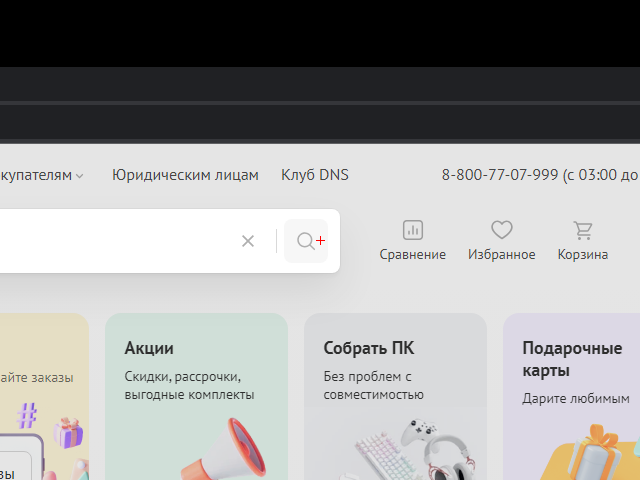 купателям
Юридическим лицам
Клуб DNS
8-800-77-07-999 (с 03:00 до
Сравнение
Избранное
Корзина
айте заказы
#
зы
Акции
Скидки, рассрочки,
выгодные комплекты
Собрать ПК
Без проблем с
совместимостью
Подарочные
карты
Дарите любимым